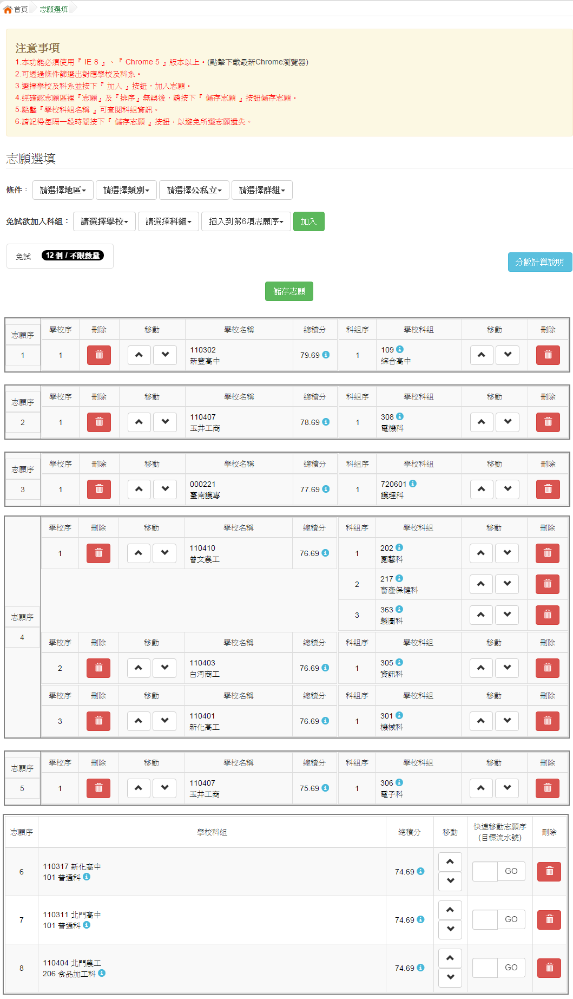 首頁 志願選填
注意事項
1.本功能必須使用『 IE 8 』、『 Chrome 5 』版本以上。(點擊下載最新Chrome瀏覽器)
2.可透過條件篩選出對應學校及科系。
3.選擇學校及科系並按下『 加入 』按鈕，加入志願。
4.經確認志願區裡『志願』及『排序』無誤後，請按下『 儲存志願 』按鈕儲存志願。
5.點擊『學校科組名稱 』可查閱科組資訊。
6.請記得每隔一段時間按下『 儲存志願 』按鈕，以避免所選志願遺失。
志願選填
條件： 請選擇地區 請選擇類別 請選擇公私立 請選擇群組
免試欲加入科組： 請選擇學校 請選擇科組 插入到第6項志願序 加入
免試 12 個 / 不限數量
分數計算說明
儲存志願
志願序 學校序 刪除 移動 學校名稱 總積分 科組序 學校科組 移動 刪除
1 1 110302 79.69 1 109
新豐高中 綜合高中
志願序 學校序 刪除 移動 學校名稱 總積分 科組序 學校科組 移動 刪除
2 1 110407 78.69 1 308
玉井工商 電機科
志願序 學校序 刪除 移動 學校名稱 總積分 科組序 學校科組 移動 刪除
3 1 000221 77.69 1 720601
臺南護專 護理科
學校序 刪除 移動 學校名稱 總積分 科組序 學校科組 移動 刪除
1 110410 76.69 1 202
曾文農工 園藝科
2 217
畜產保健科
3 363
製圖科
志願序
4
學校序 刪除 移動 學校名稱 總積分 科組序 學校科組 移動 刪除
2 110403 76.69 1 305
白河商工 資訊科
學校序 刪除 移動 學校名稱 總積分 科組序 學校科組 移動 刪除
3 110401 76.69 1 301
新化高工 機械科
志願序 學校序 刪除 移動 學校名稱 總積分 科組序 學校科組 移動 刪除
5 1 110407 75.69 1 306
玉井工商 電子科
志願序 學校科組 總積分 移動 快速移動志願序 刪除
(目標流水號)
6 110317 新化高中 74.69 GO
101 普通科
7 110311 北門高中 74.69 GO
101 普通科
8 110404 北門農工 74.69 GO
206 食品加工科